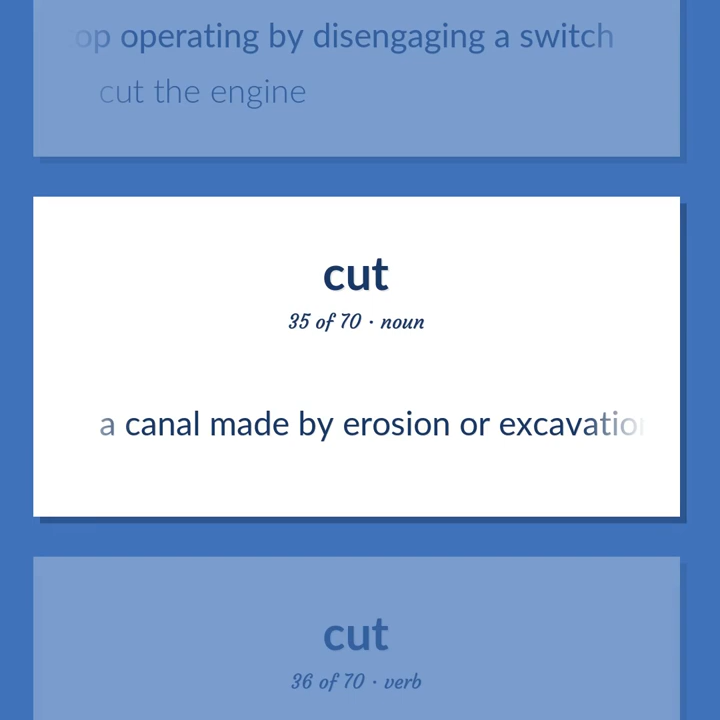 op operating by disengaging a switch
cut the engine
cut
35 of 70 · noun
a canal made by erosion or excavation
cut
36 of 70 · verb